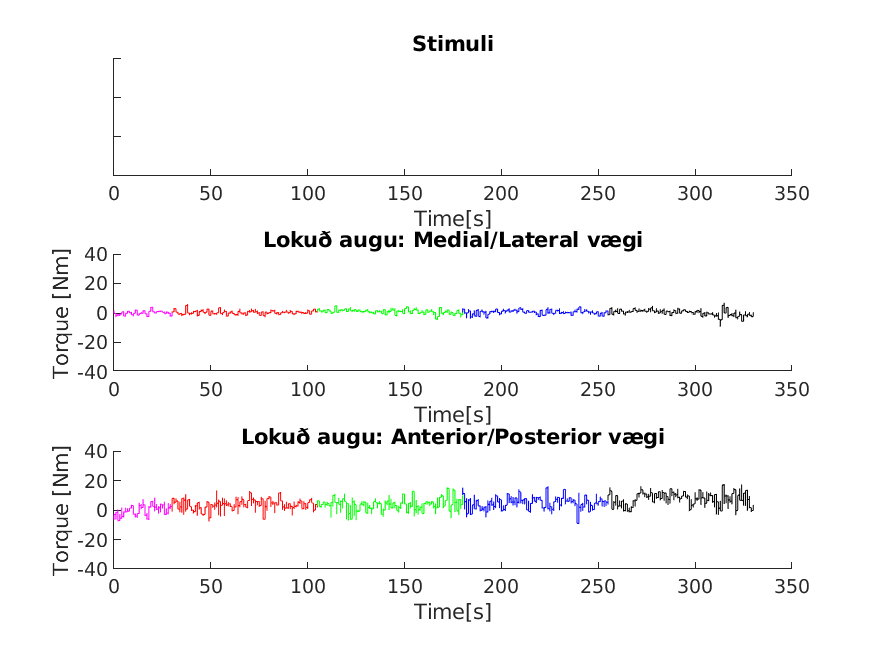 Stimuli
0 50 100 150 200 250 300 350
Time[s]
Lokuð augu: Medial/Lateral vægi
Torque [Nm]
40
20
0
-20
-40
0 50 100 150 200 250 300 350
Time[s]
Lokuð augu: Anterior/Posterior vægi
Torque [Nm]
40
20
0
-20
-40
0 50 100 150 200 250 300 350
Time[s]